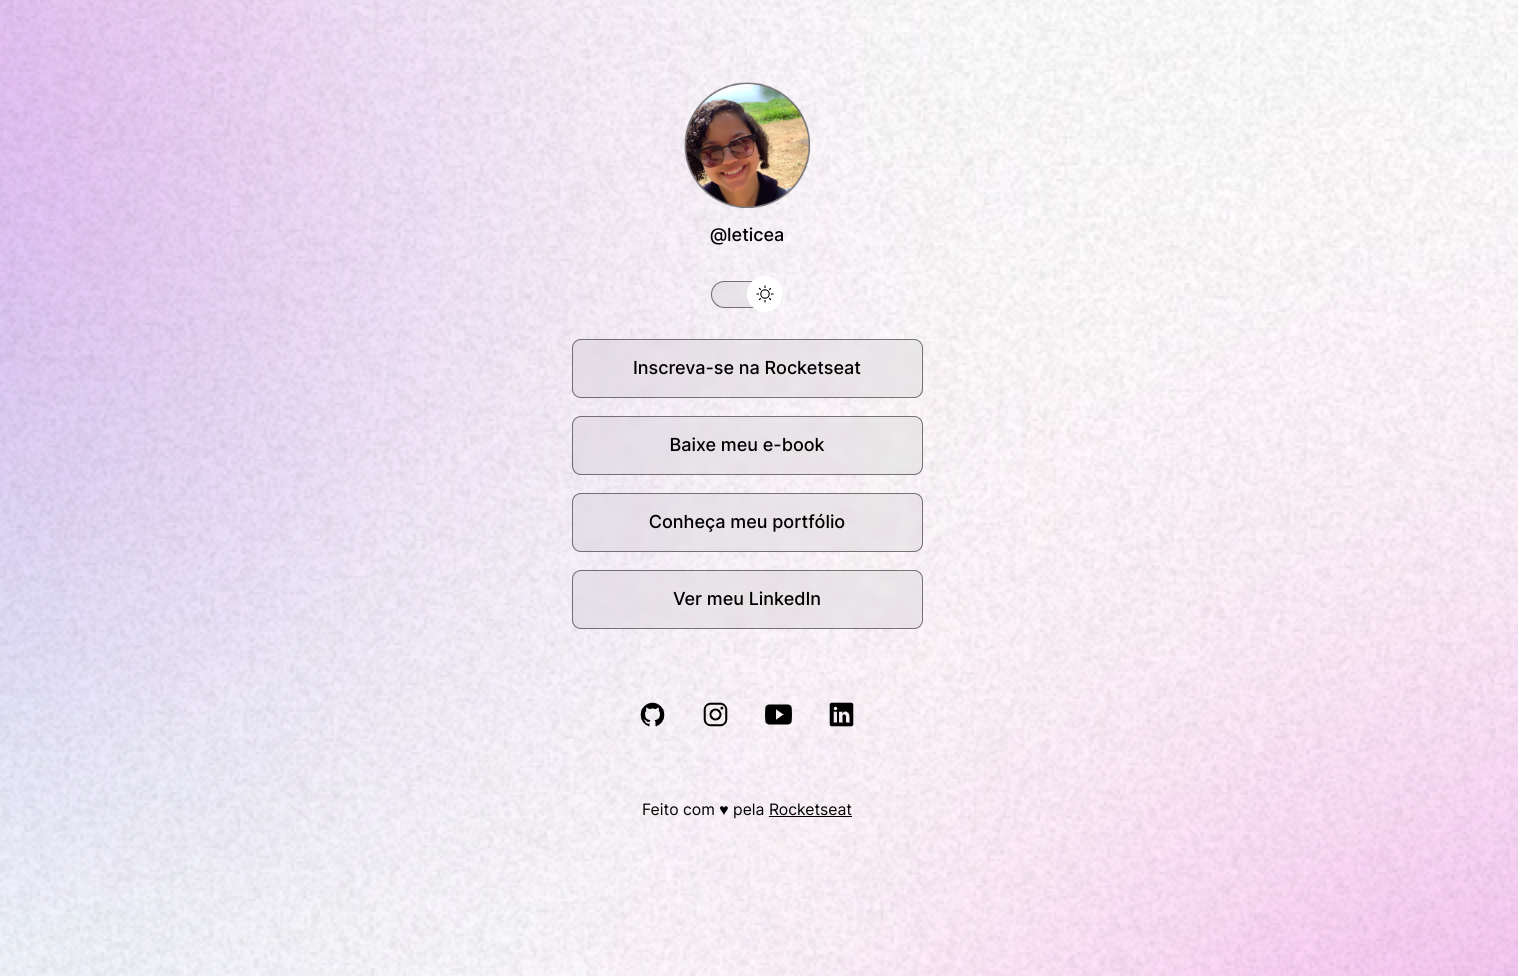 @leticea
Inscreva-se na Rocketseat
Baixe meu e-book
Conheça meu portfólio
Ver meu LinkedIn
Feito com ♥ pela Rocketseat